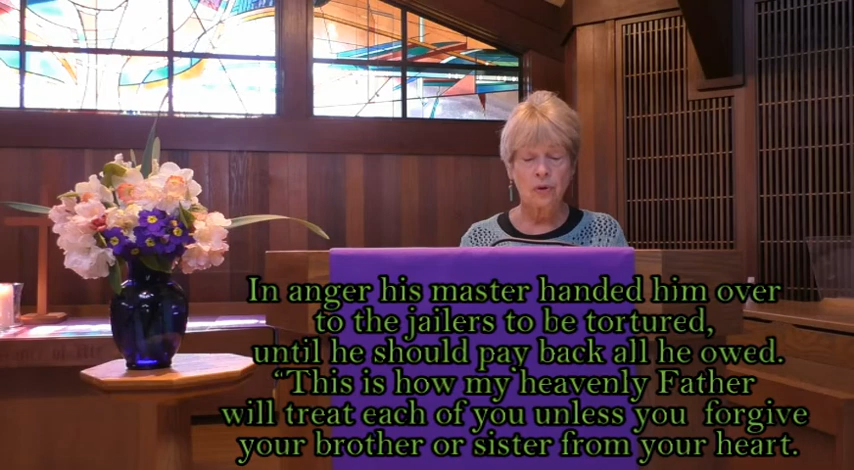 In anger his master handed him over
to the jailers to be tortured,
until he should pay back all he owed.
“This is how my heavenly Father
will treat each of you unless you  forgive
your brother or sister from your heart.